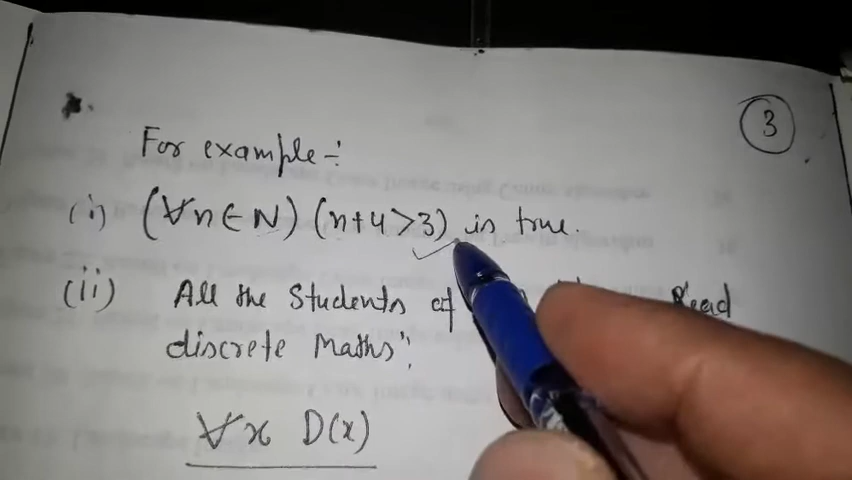 3
For example:-
(i) (∀n∈N) (n+4>3) is true.
(ii) All the Students of Read
discrete Maths".
∀x D(x)